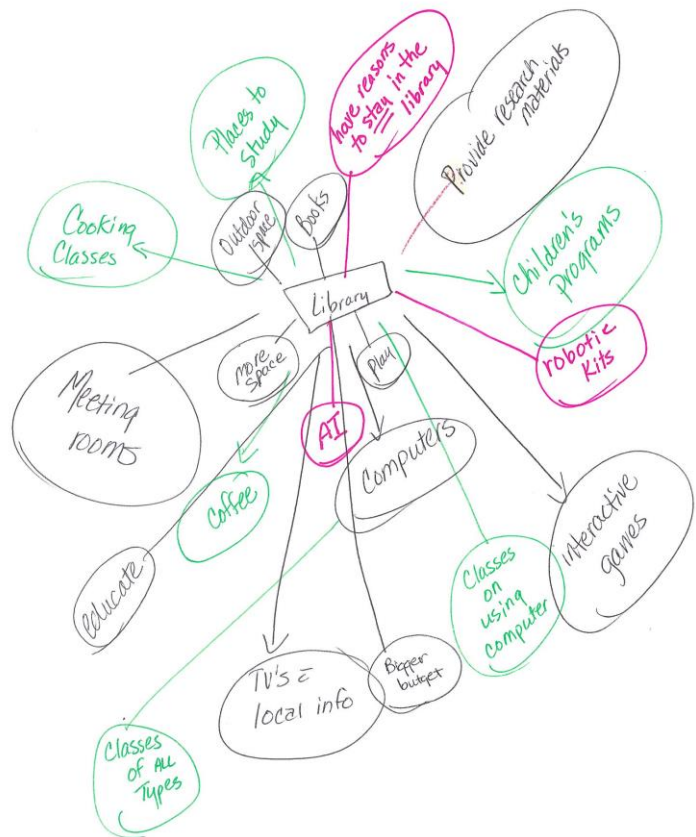 have reasons
to stay in the
library
Provide research
materials
Places to
study
Books
Outdoor
space
Cooking
Classes
Children's
programs
Library
robotic
Kits
more
space
Play
Meeting
rooms
AI
Computers
Coffee
interactive
games
educate
Classes
on
using
computer
TV's =
local info
Bigger
budget
Classes
of ALL
Types